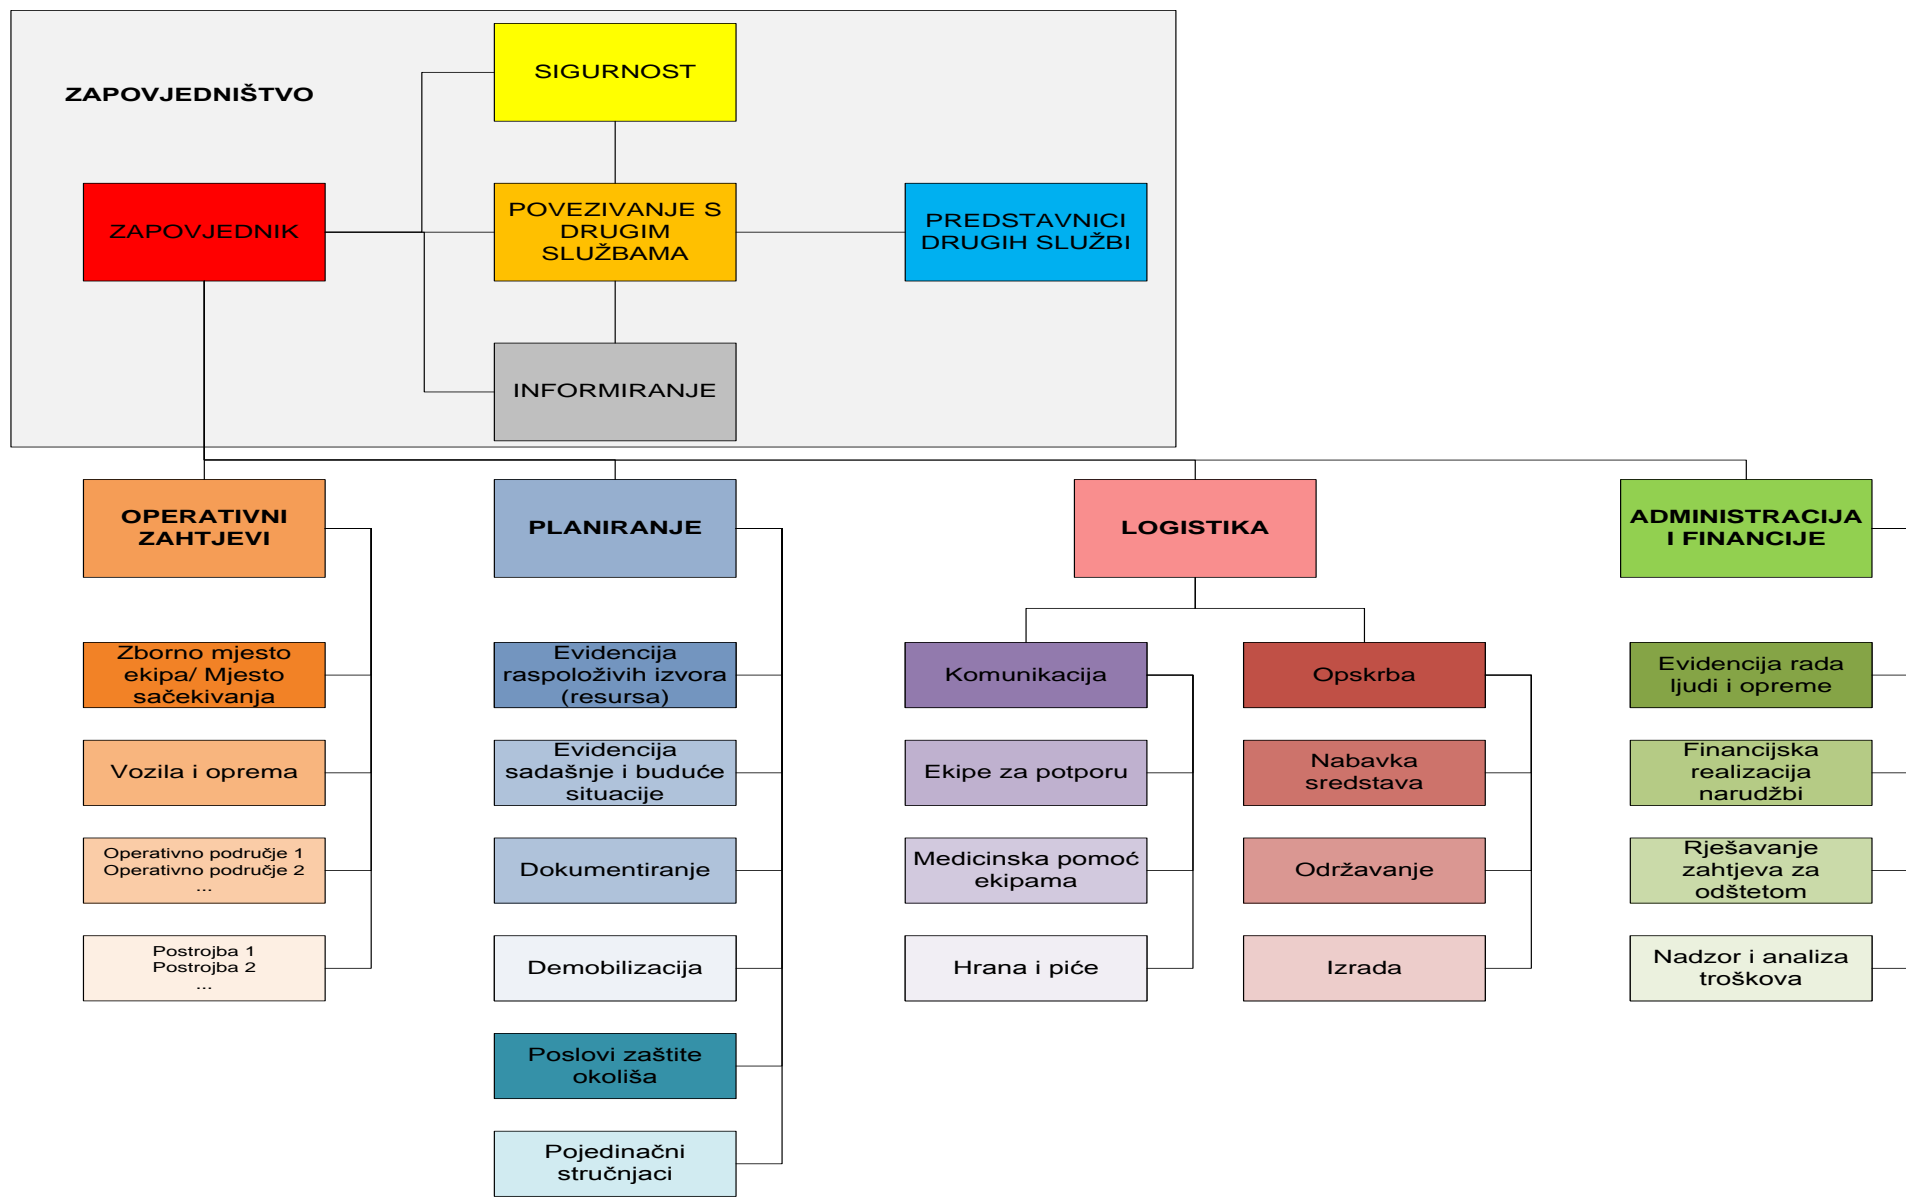 SIGURNOST
ZAPOVJEDNIŠTVO
ZAPOVJEDNIK
POVEZIVANJE S
DRUGIM
SLUŽBAMA
PREDSTAVNICI
DRUGIH SLUŽBI
INFORMIRANJE
OPERATIVNI
ZAHTJEVI
PLANIRANJE
LOGISTIKA
ADMINISTRACIJA
I FINANCIJE
Zborno mjesto
ekipa/ Mjesto
sačekivanja
Vozila i oprema
Operativno područje 1
Operativno područje 2
...
Postrojba 1
Postrojba 2
...
Evidencija
raspoloživih izvora
(resursa)
Evidencija
sadašnje i buduće
situacije
Dokumentiranje
Demobilizacija
Poslovi zaštite
okoliša
Pojedinačni
stručnjaci
Komunikacija
Ekipe za potporu
Medicinska pomoć
ekipama
Hrana i piće
Opskrba
Nabavka
sredstava
Održavanje
Izrada
Evidencija rada
ljudi i opreme
Financijska
realizacija
narudžbi
Rješavanje
zahtjeva za
odštetom
Nadzor i analiza
troškova